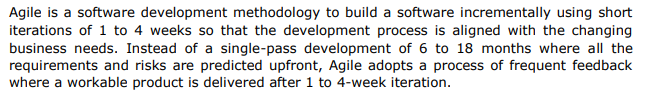 Agile is a software development methodology to build a software incrementally using short
iterations of 1 to 4 weeks so that the development process is aligned with the changing
business needs. Instead of a single-pass development of 6 to 18 months where all the
requirements and risks are predicted upfront, Agile adopts a process of frequent feedback
where a workable product is delivered after 1 to 4-week iteration.